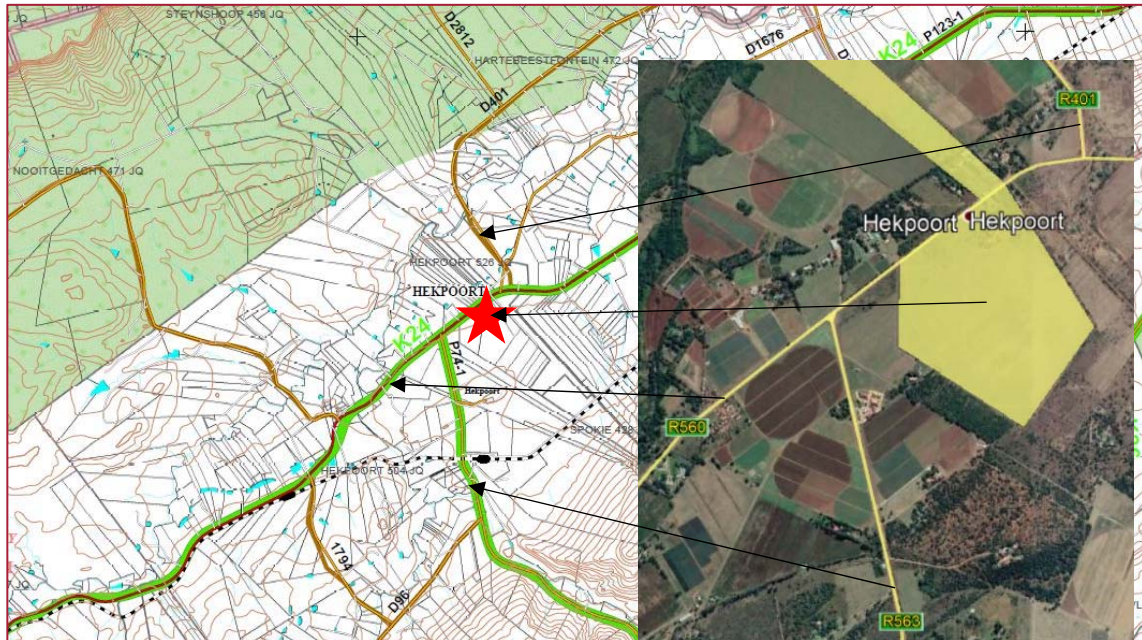 STEYNSHOOP 456 JQ
D2812
HARTEBEESTFONTEIN 472 JQ
D1676
K24
P123-1
D401
NOOITGEDACHT 471 JQ
HEKPOORT 526 JQ
HEKPOORT
K24
P74-1
Hekpoort
SPOKIE 428
HEKPOORT 504 JQ
1794
D96
R401
Hekpoort
Hekpoort
R560
R563